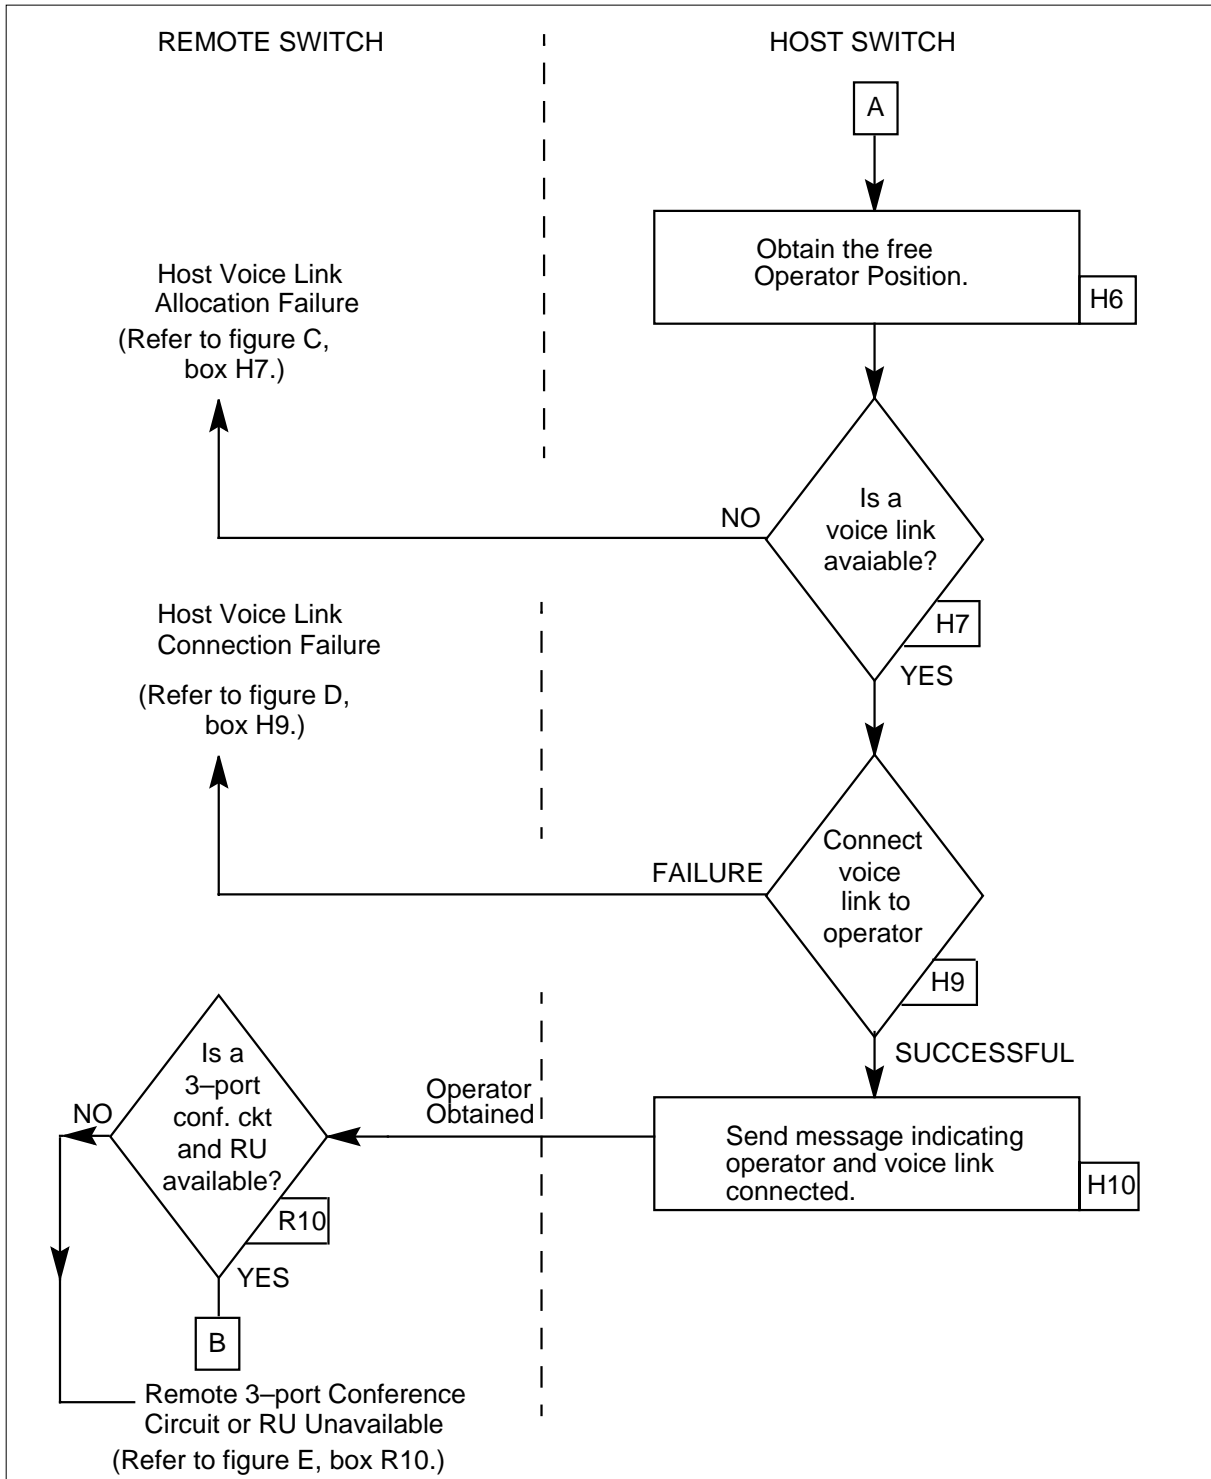 REMOTE SWITCH
HOST SWITCH
A
Obtain the free
Operator Position.
H6
Host Voice Link
Allocation Failure
(Refer to figure C,
box H7.)
NO
Is a
voice link
avaiable?
H7
YES
Host Voice Link
Connection Failure
(Refer to figure D,
box H9.)
FAILURE
Connect
voice
link to
operator
H9
SUCCESSFUL
Send message indicating
operator and voice link
connected.
H10
Operator
Obtained
Is a
3–port
conf. ckt
and RU
available?
R10
NO
YES
B
Remote 3–port Conference
Circuit or RU Unavailable
(Refer to figure E, box R10.)